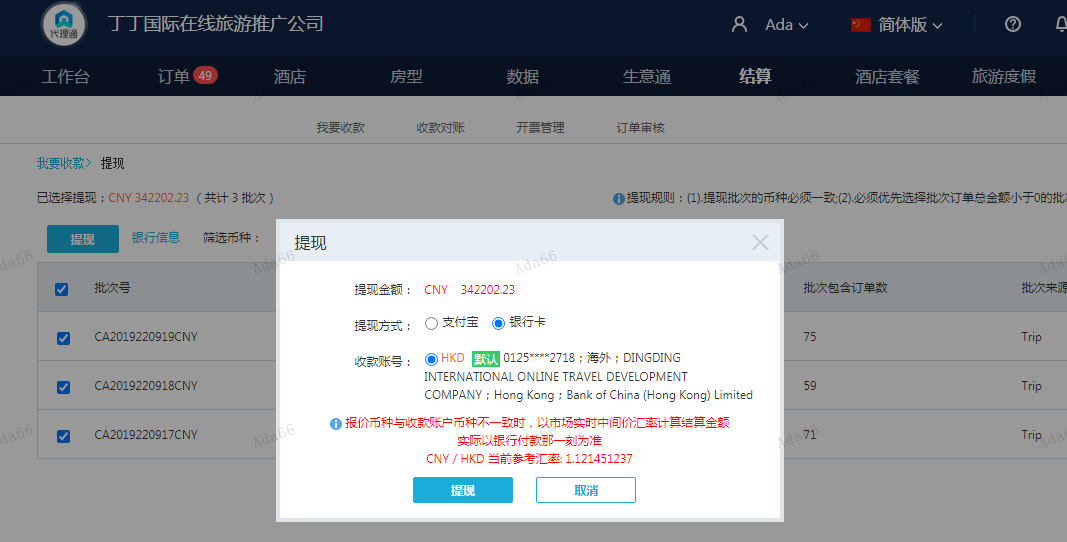 代理通
丁丁国际在线旅游推广公司
Ada
简体版
工作台
订单 49
酒店
房型
数据
生意通
结算
酒店套餐
旅游度假
我要收款
收款对账
开票管理
订单审核
我要收款> 提现
已选择提现：CNY 342202.23 （ 共计 3 批次 ）
提现规则：(1).提现批次的币种必须一致;(2).必须优先选择批次订单总金额小于0的批
提现
银行信息
筛选币种：
批次号
批次包含订单数
批次来源
CA2019220919CNY
75
Trip
CA2019220918CNY
59
Trip
CA2019220917CNY
71
Trip
提现
提现金额： CNY 342202.23
提现方式： 支付宝 银行卡
收款账号： HKD 默认 0125****2718；海外；DINGDING
INTERNATIONAL ONLINE TRAVEL DEVELOPMENT
COMPANY；Hong Kong；Bank of China (Hong Kong) Limited
报价币种与收款账户币种不一致时，以市场实时中间价汇率计算结算金额
实际以银行付款那一刻为准
CNY / HKD 当前参考汇率: 1.121451237
提现
取消
Ada66
Ada66
Ada66
Ada66
Ada66
Ada66